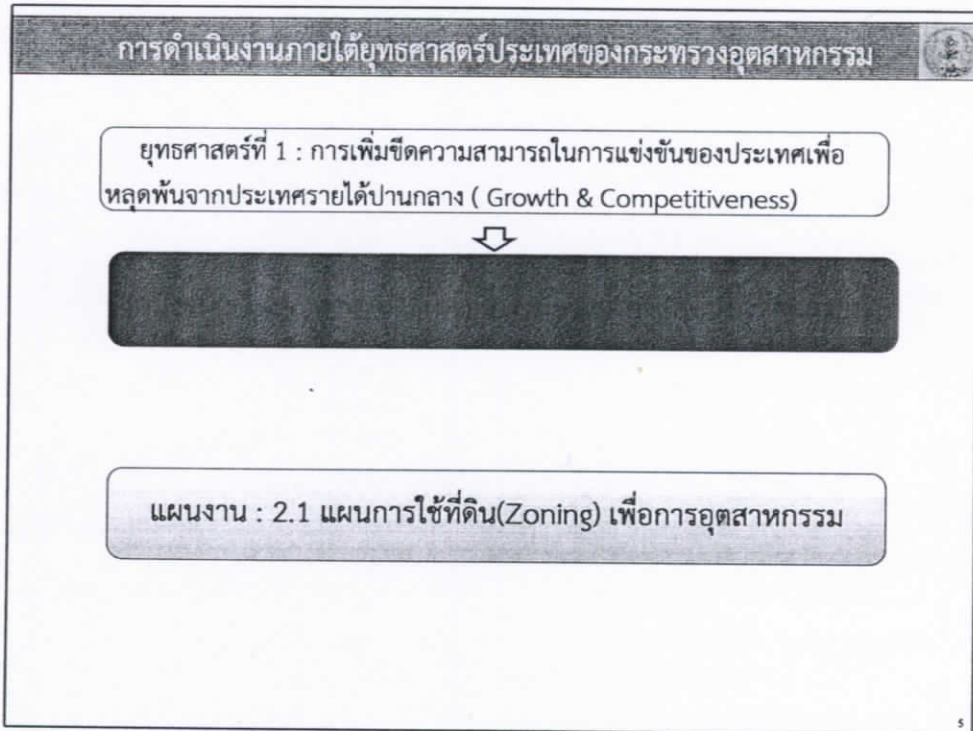 การดำเนินงานภายใต้ยุทธศาสตร์ประเทศของกระทรวงอุตสาหกรรม
ยุทธศาสตร์ที่ 1 : การเพิ่มขีดความสามารถในการแข่งขันของประเทศเพื่อ
หลุดพ้นจากประเทศรายได้ปานกลาง ( Growth & Competitiveness)
แผนงาน : 2.1 แผนการใช้ที่ดิน(Zoning) เพื่อการอุตสาหกรรม
5